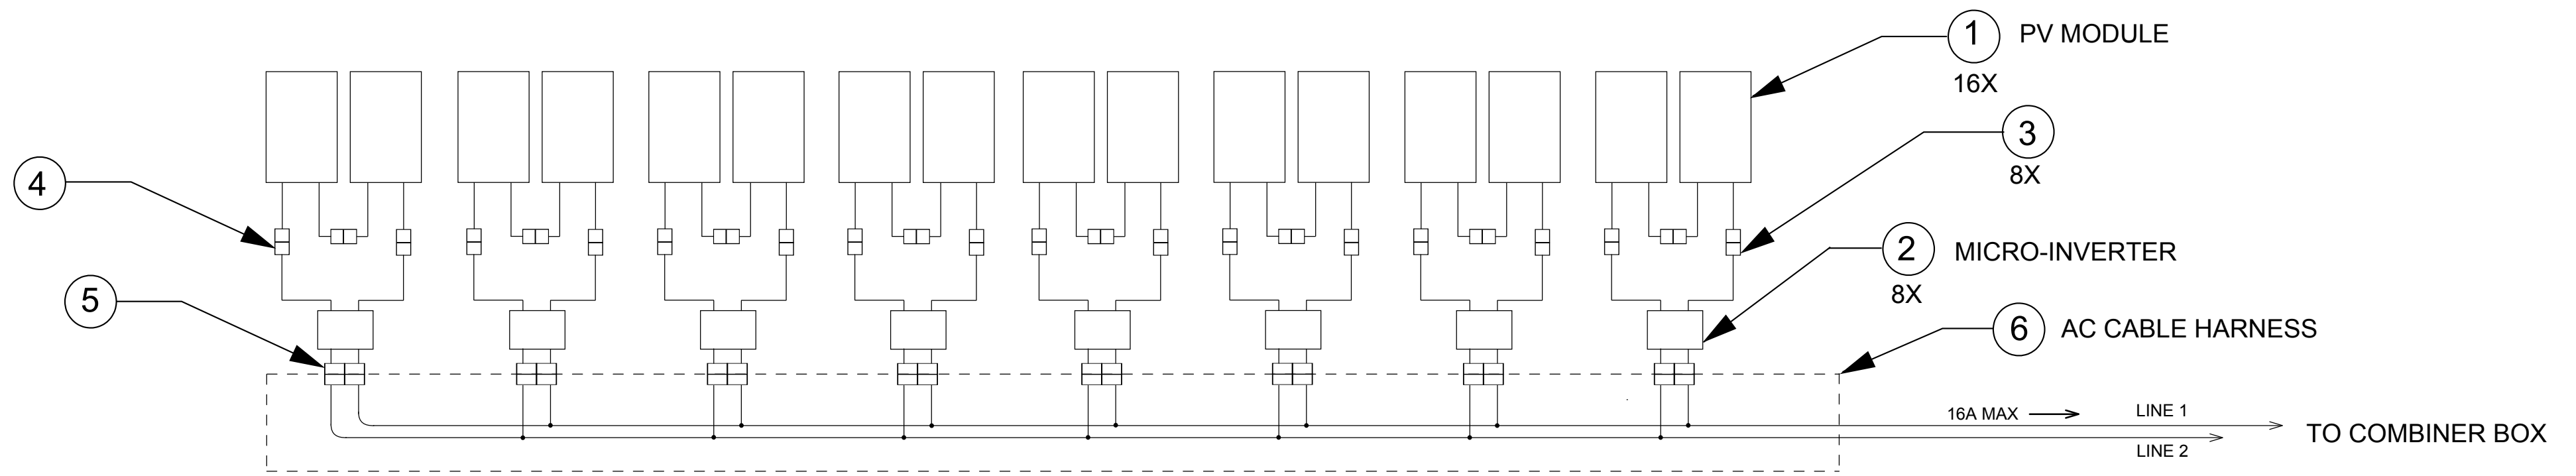 1 PV MODULE
16X
3
8X
4
2 MICRO-INVERTER
8X
5
6 AC CABLE HARNESS
16A MAX LINE 1
TO COMBINER BOX
LINE 2